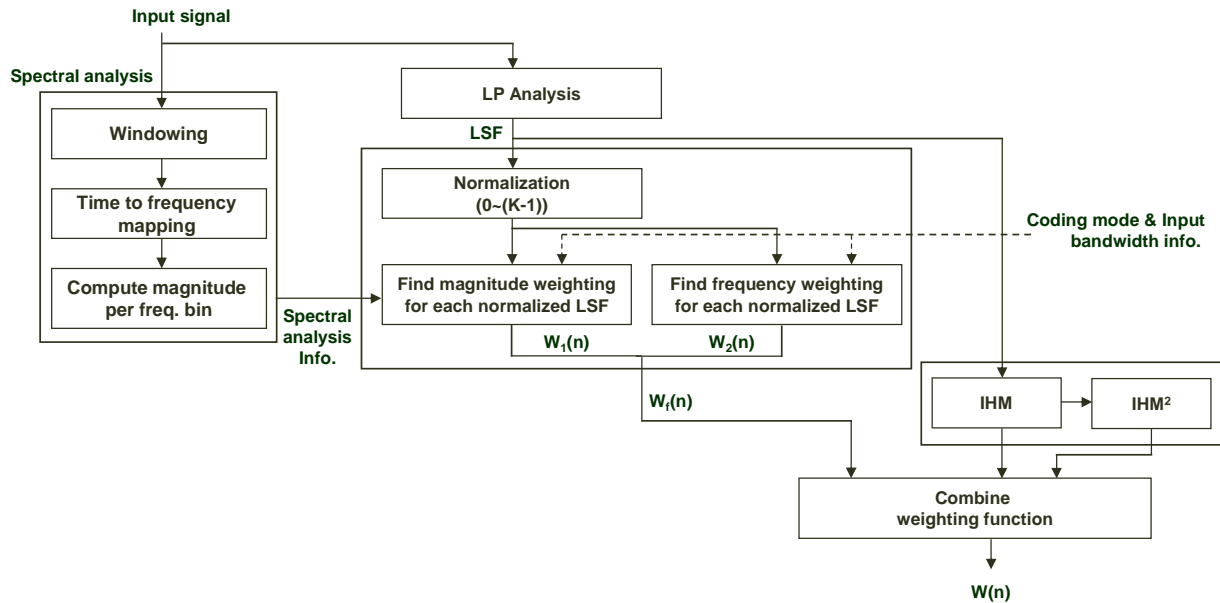 Input signal
Spectral analysis
LP Analysis
Windowing
LSF
Time to frequency
mapping
Normalization
(0~(K-1))
Coding mode & Input
bandwidth info.
Compute magnitude
per freq. bin
Find magnitude weighting
for each normalized LSF
Find frequency weighting
for each normalized LSF
Spectral
analysis
Info.
W₁(n)
W₂(n)
W_f(n)
IHM
IHM²
Combine
weighting function
W(n)